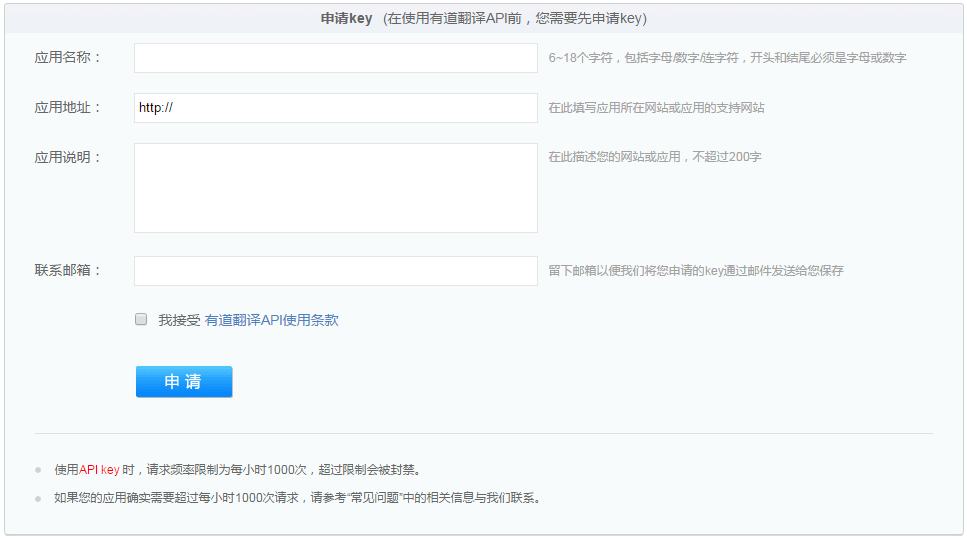 申请key (在使用有道翻译API前，您需要先申请key)
应用名称： 6~18个字符，包括字母/数字/连字符，开头和结尾必须是字母或数字
应用地址： http:// 在此填写应用所在网站或应用的支持网站
应用说明： 在此描述您的网站或应用，不超过200字
联系邮箱： 留下邮箱以便我们将您申请的key通过邮件发送给您保存
我接受 有道翻译API使用条款
申 请
使用API key 时，请求频率限制为每小时1000次，超过限制会被封禁。
如果您的应用确实需要超过每小时1000次请求，请参考“常见问题”中的相关信息与我们联系。